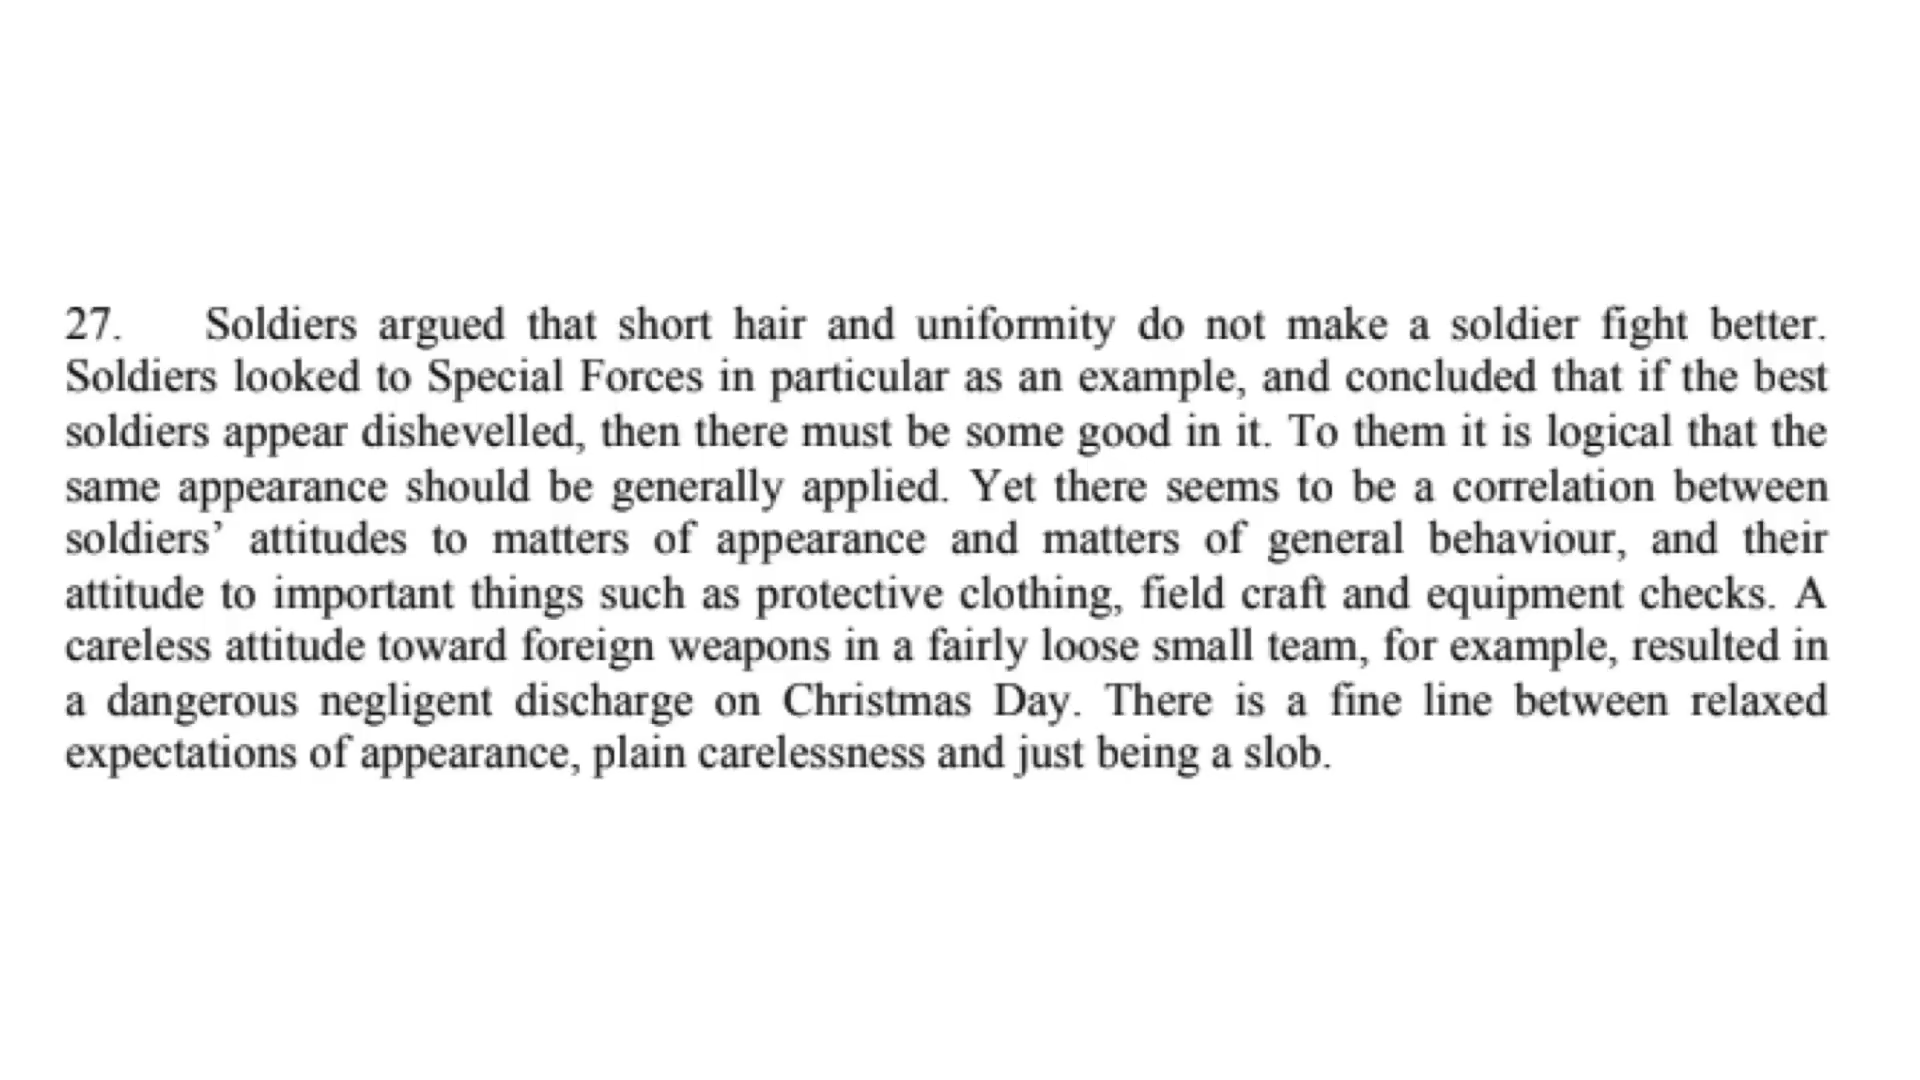 27. Soldiers argued that short hair and uniformity do not make a soldier fight better.
Soldiers looked to Special Forces in particular as an example, and concluded that if the best
soldiers appear dishevelled, then there must be some good in it. To them it is logical that the
same appearance should be generally applied. Yet there seems to be a correlation between
soldiers’ attitudes to matters of appearance and matters of general behaviour, and their
attitude to important things such as protective clothing, field craft and equipment checks. A
careless attitude toward foreign weapons in a fairly loose small team, for example, resulted in
a dangerous negligent discharge on Christmas Day. There is a fine line between relaxed
expectations of appearance, plain carelessness and just being a slob.